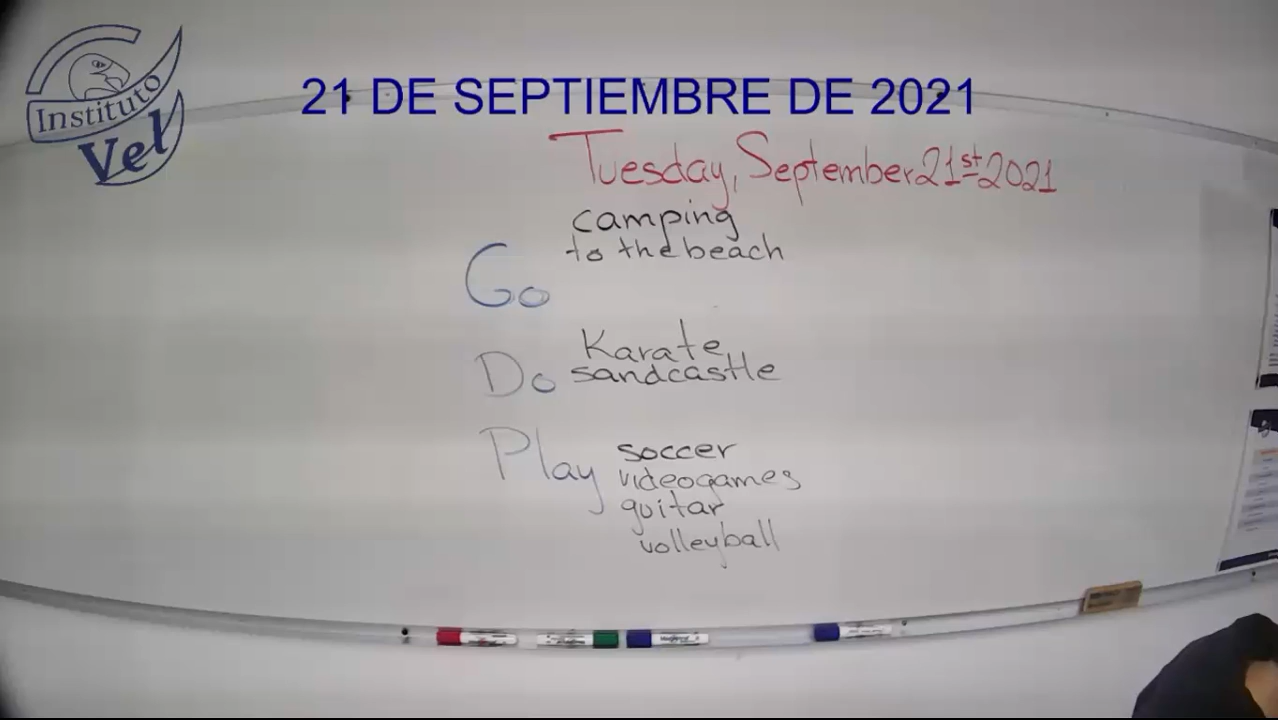 Instituto
Vel
21 DE SEPTIEMBRE DE 2021
Tuesday, September 21st 2021
camping
to the beach
Go
Karate
Do sandcastle
Play soccer
videogames
guitar
volleyball